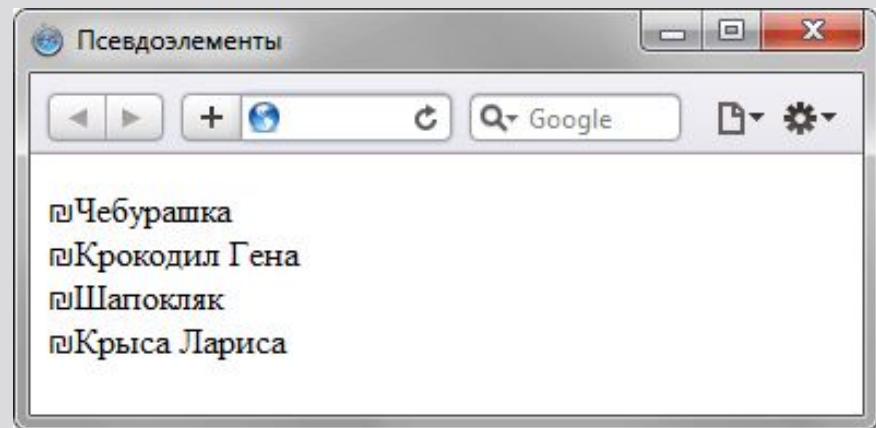 Псевдоэлементы
Google
₪Чебурашка
₪Крокодил Гена
₪Шапокляк
₪Крыса Лариса